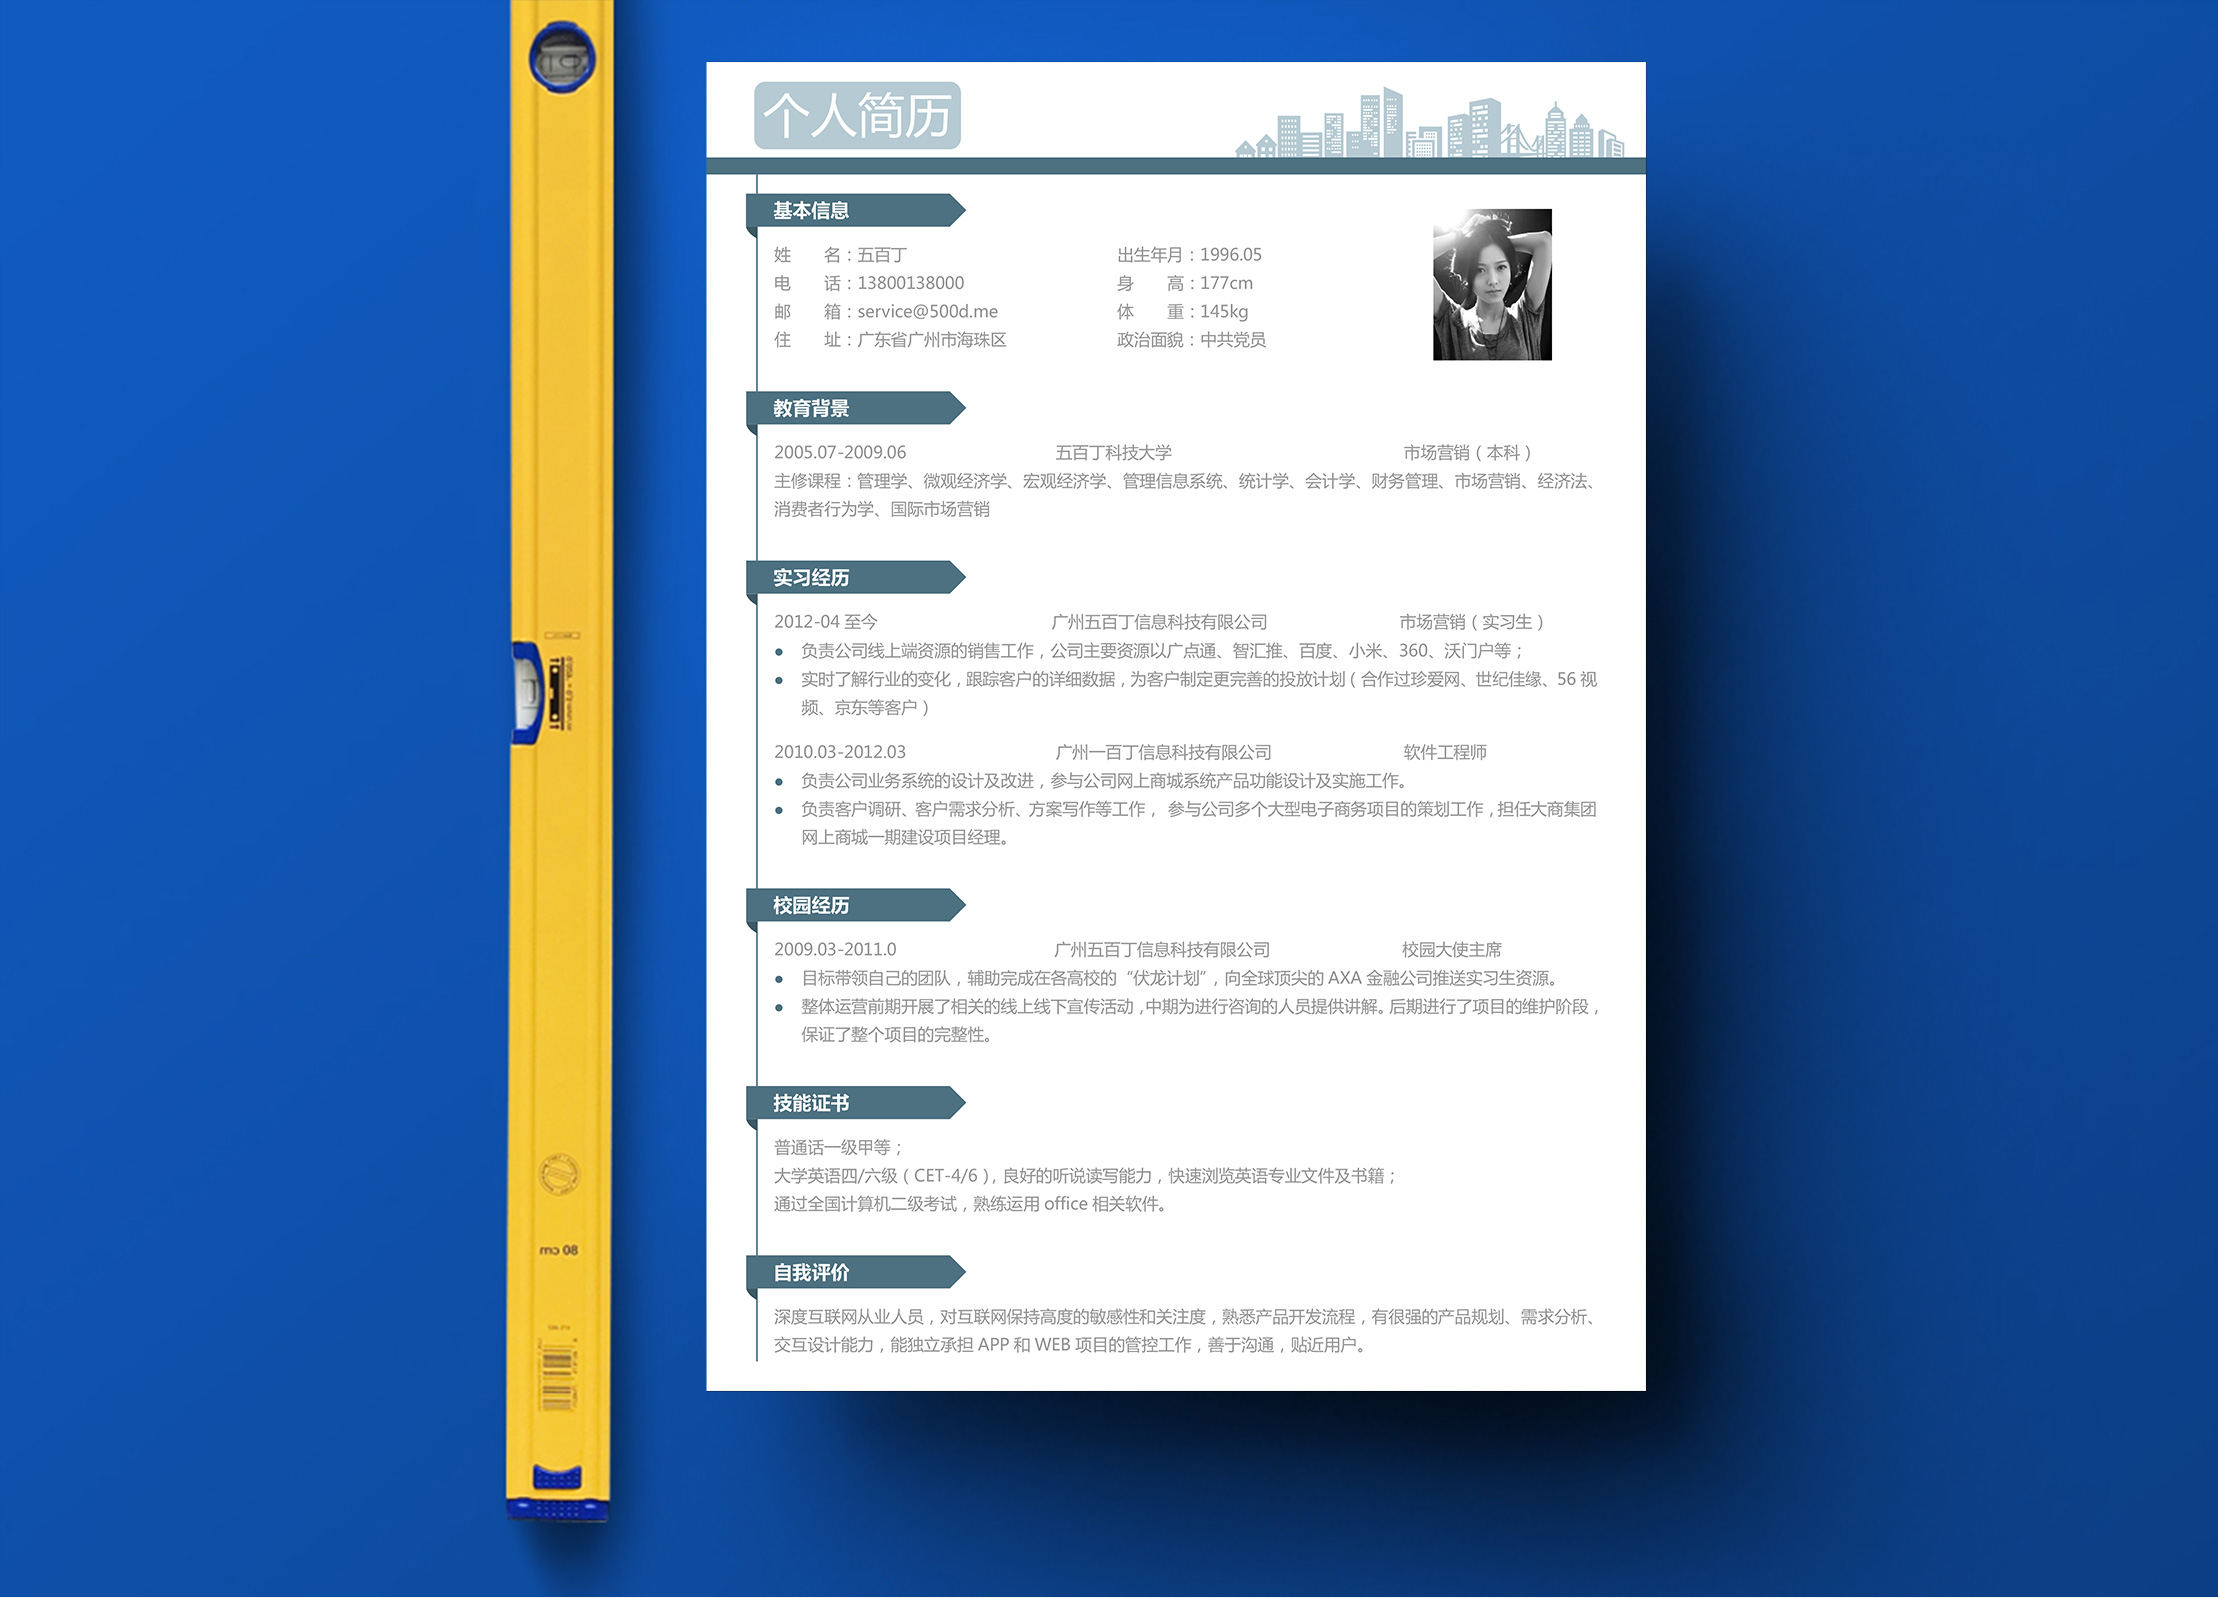 个人简历
基本信息
姓 名：五百丁 出生年月：1996.05
电 话：13800138000 身 高：177cm
邮 箱：service@500d.me 体 重：145kg
住 址：广东省广州市海珠区 政治面貌：中共党员
教育背景
2005.07-2009.06 五百丁科技大学 市场营销（本科）
主修课程：管理学、微观经济学、宏观经济学、管理信息系统、统计学、会计学、财务管理、市场营销、经济法、
消费者行为学、国际市场营销
实习经历
2012-04 至今 广州五百丁信息科技有限公司 市场营销（实习生）
● 负责公司线上端资源的销售工作，公司主要资源以广点通、智汇推、百度、小米、360、沃门户等；
● 实时了解行业的变化，跟踪客户的详细数据，为客户制定更完善的投放计划（合作过珍爱网、世纪佳缘、56 视
频、京东等客户）
2010.03-2012.03 广州一百丁信息科技有限公司 软件工程师
● 负责公司业务系统的设计及改进，参与公司网上商城系统产品功能设计及实施工作。
● 负责客户调研、客户需求分析、方案写作等工作， 参与公司多个大型电子商务项目的策划工作，担任大商集团
网上商城一期建设项目经理。
校园经历
2009.03-2011.0 广州五百丁信息科技有限公司 校园大使主席
● 目标带领自己的团队，辅助完成在各高校的“伏龙计划”，向全球顶尖的 AXA 金融公司推送实习生资源。
● 整体运营前期开展了相关的线上线下宣传活动，中期为进行咨询的人员提供讲解。后期进行了项目的维护阶段，
保证了整个项目的完整性。
技能证书
普通话一级甲等；
大学英语四/六级（CET-4/6），良好的听说读写能力，快速浏览英语专业文件及书籍；
通过全国计算机二级考试，熟练运用 office 相关软件。
自我评价
深度互联网从业人员，对互联网保持高度的敏感性和关注度，熟悉产品开发流程，有很强的产品规划、需求分析、
交互设计能力，能独立承担 APP 和 WEB 项目的管控工作，善于沟通，贴近用户。
80 cm